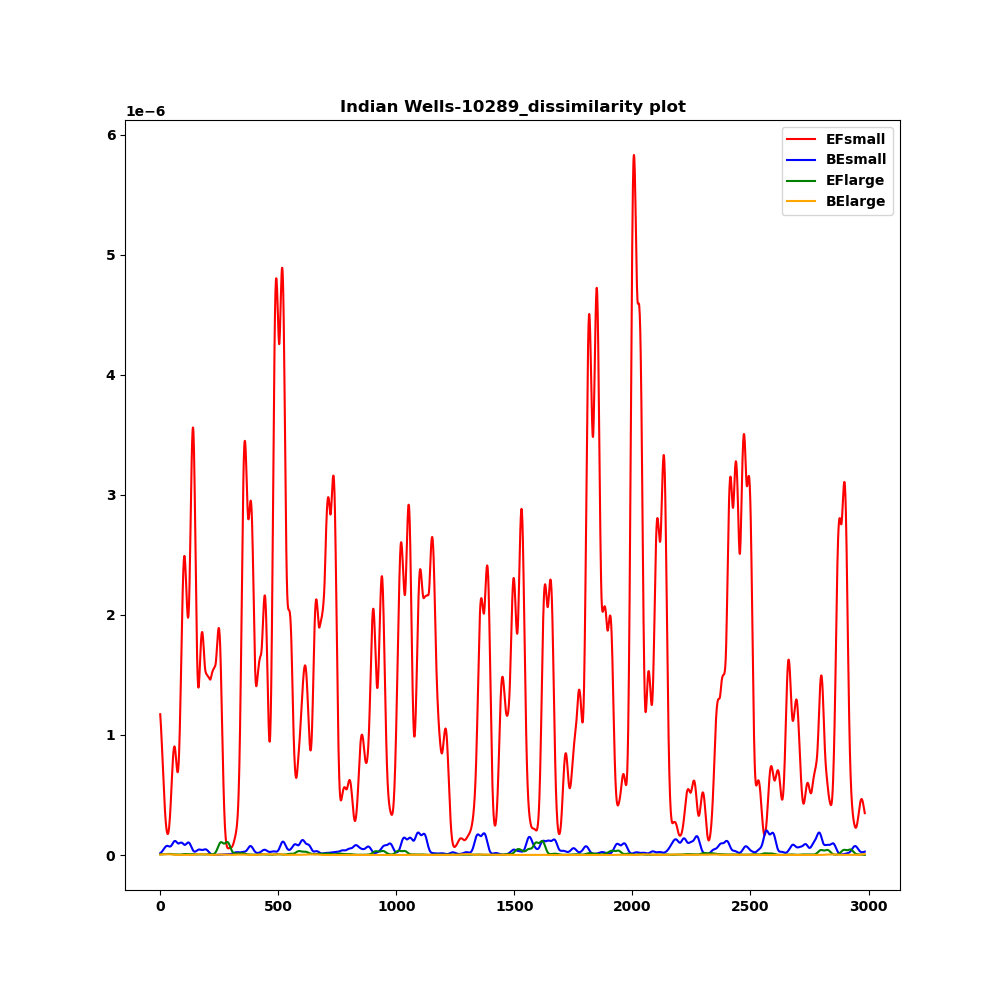 Indian Wells-10289_dissimilarity plot
1e−6
EFsmall
BEsmall
EFlarge
BElarge
6
5
4
3
2
1
0
0 500 1000 1500 2000 2500 3000